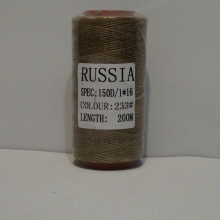 RUSSIA
SPEC:150D/1*16
COLOUR: 233#
LENGTH: 200M